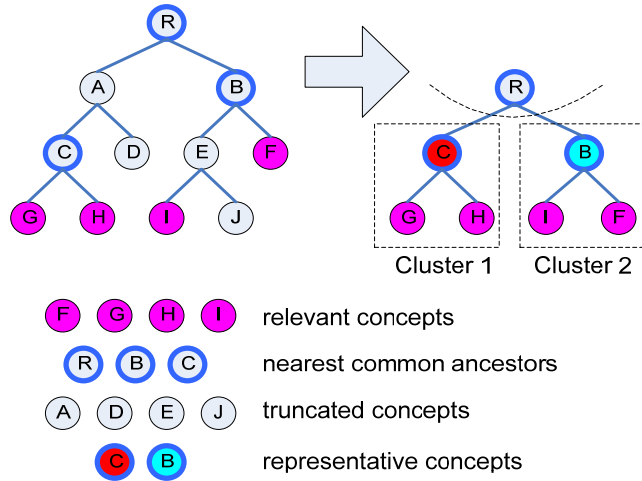 R
A B
R
C D E F
C B
G H I J
G H I F
Cluster 1 Cluster 2
F G H I relevant concepts
R B C nearest common ancestors
A D E J truncated concepts
C B representative concepts